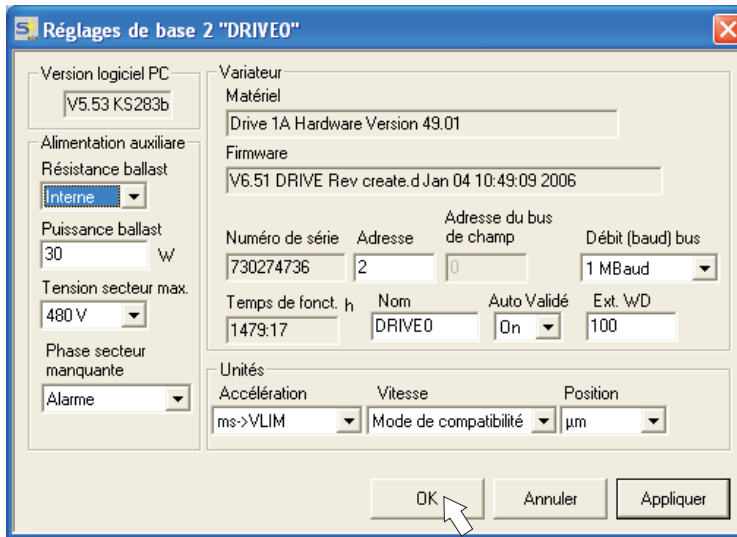 S
Réglages de base 2 "DRIVE0"
Version logiciel PC
V5.53 KS283b
Alimentation auxiliare
Résistance ballast
Interne
Puissance ballast
30 W
Tension secteur max.
480 V
Phase secteur
manquante
Alarme
Variateur
Matériel
Drive 1A Hardware Version 49.01
Firmware
V6.51 DRIVE Rev create.d Jan 04 10:49:09 2006
Numéro de série
730274736
Adresse
2
Adresse du bus
de champ
0
Débit (baud) bus
1 MBaud
Temps de fonct. h
1479:17
Nom
DRIVE0
Auto Validé
On
Ext. WD
100
Unités
Accélération
ms->VLIM
Vitesse
Mode de compatibilité
Position
µm
OK
Annuler
Appliquer